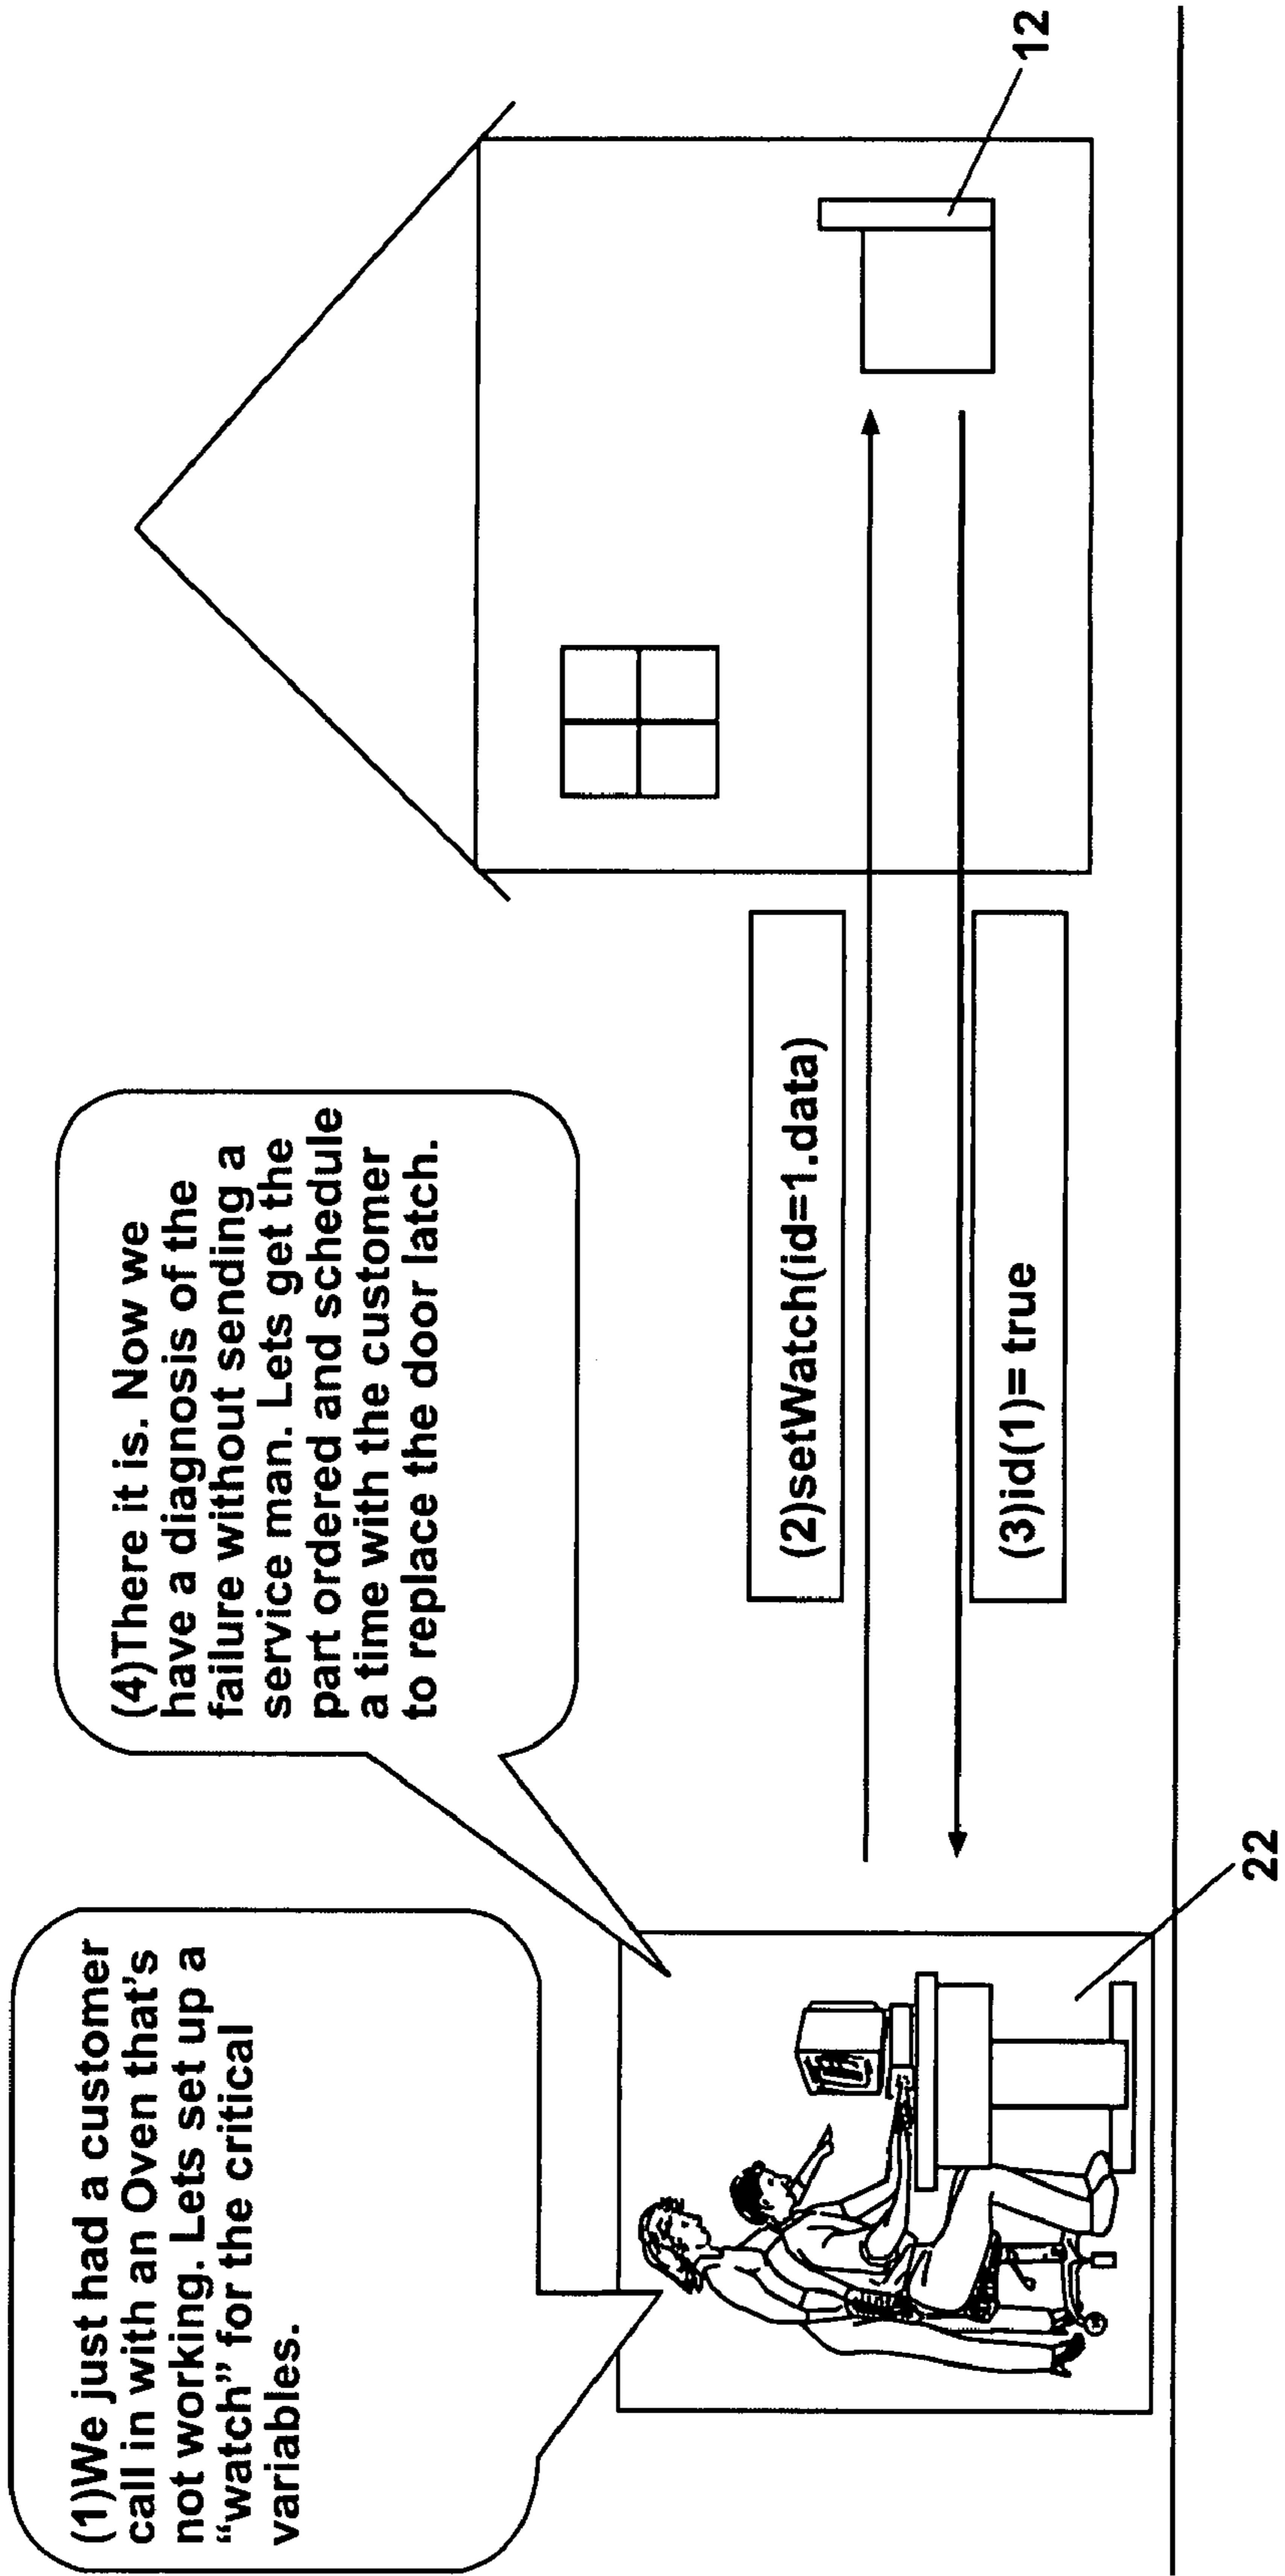 (1)We just had a customer
call in with an Oven that's
not working. Lets set up a
“watch” for the critical
variables.
(4)There it is. Now we
have a diagnosis of the
failure without sending a
service man. Lets get the
part ordered and schedule
a time with the customer
to replace the door latch.
(2)setWatch(id=1.data)
(3)id(1)= true
22
12